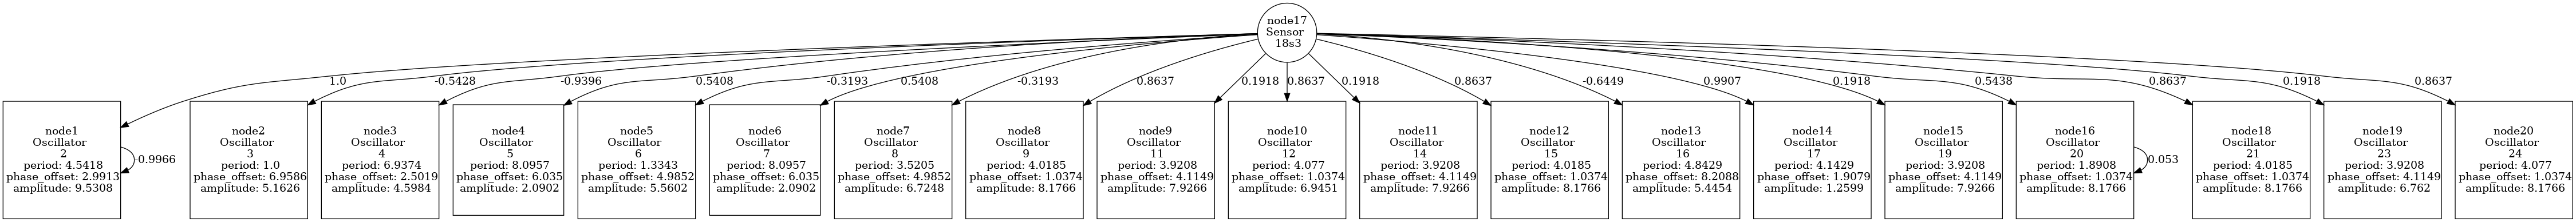 node17
Sensor
18s3
1.0
-0.5428
-0.9396
0.5408
-0.3193
0.5408
-0.3193
0.8637
0.1918
0.8637
0.1918
0.8637
-0.6449
0.9907
0.1918
0.5438
0.8637
0.1918
0.8637
node1
Oscillator
2
period: 4.5418
phase_offset: 2.9913
amplitude: 9.5308
-0.9966
node2
Oscillator
3
period: 1.0
phase_offset: 6.9586
amplitude: 5.1626
node3
Oscillator
4
period: 6.9374
phase_offset: 2.5019
amplitude: 4.5984
node4
Oscillator
5
period: 8.0957
phase_offset: 6.035
amplitude: 2.0902
node5
Oscillator
6
period: 1.3343
phase_offset: 4.9852
amplitude: 5.5602
node6
Oscillator
7
period: 8.0957
phase_offset: 6.035
amplitude: 2.0902
node7
Oscillator
8
period: 3.5205
phase_offset: 4.9852
amplitude: 6.7248
node8
Oscillator
9
period: 4.0185
phase_offset: 1.0374
amplitude: 8.1766
node9
Oscillator
11
period: 3.9208
phase_offset: 4.1149
amplitude: 7.9266
node10
Oscillator
12
period: 4.077
phase_offset: 1.0374
amplitude: 6.9451
node11
Oscillator
14
period: 3.9208
phase_offset: 4.1149
amplitude: 7.9266
node12
Oscillator
15
period: 4.0185
phase_offset: 1.0374
amplitude: 8.1766
node13
Oscillator
16
period: 4.8429
phase_offset: 8.2088
amplitude: 5.4454
node14
Oscillator
17
period: 4.1429
phase_offset: 1.9079
amplitude: 1.2599
node15
Oscillator
19
period: 3.9208
phase_offset: 4.1149
amplitude: 7.9266
node16
Oscillator
20
period: 1.8908
phase_offset: 1.0374
amplitude: 8.1766
0.053
node18
Oscillator
21
period: 4.0185
phase_offset: 1.0374
amplitude: 8.1766
node19
Oscillator
23
period: 3.9208
phase_offset: 4.1149
amplitude: 6.762
node20
Oscillator
24
period: 4.077
phase_offset: 1.0374
amplitude: 8.1766